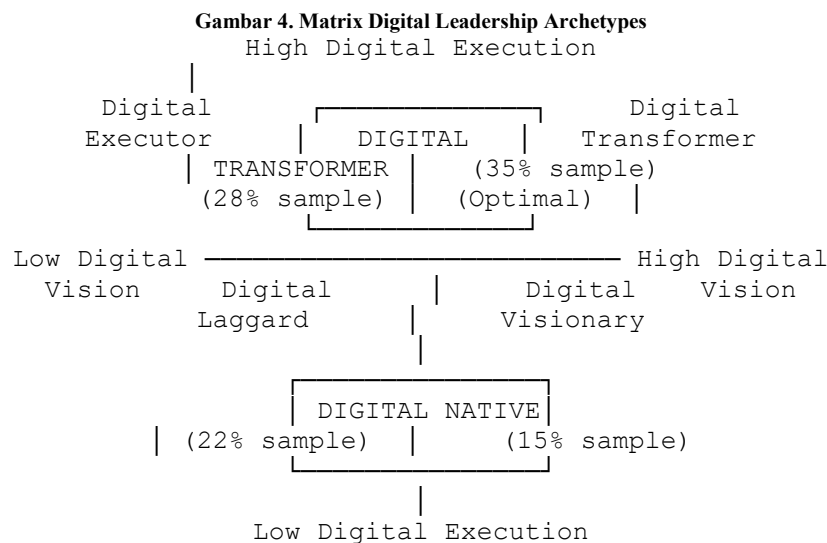 Gambar 4. Matrix Digital Leadership Archetypes
High Digital Execution
Digital Digital
Executor DIGITAL Transformer
TRANSFORMER (35% sample)
(28% sample) (Optimal)
Low Digital High Digital
Vision Digital Digital Vision
Laggard Visionary
DIGITAL NATIVE
(22% sample) (15% sample)
Low Digital Execution